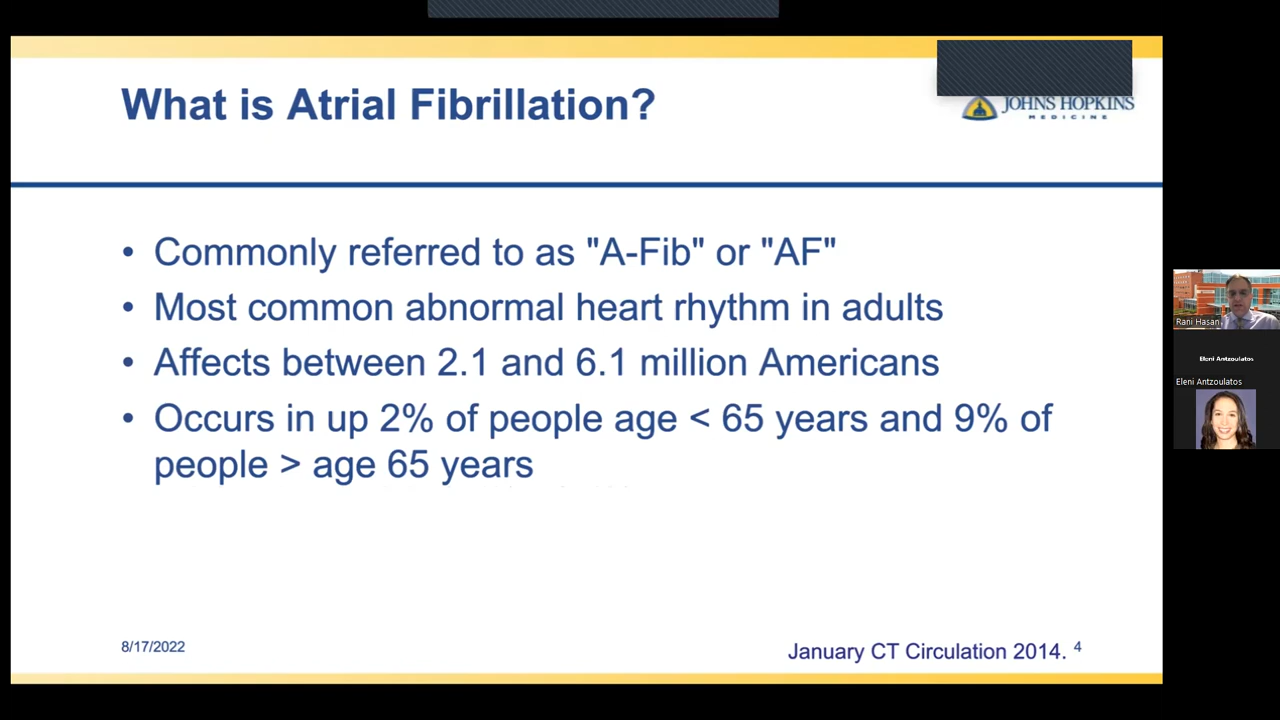 What is Atrial Fibrillation?
JOHNS HOPKINS
MEDICINE
• Commonly referred to as "A-Fib" or "AF"
• Most common abnormal heart rhythm in adults
• Affects between 2.1 and 6.1 million Americans
• Occurs in up 2% of people age < 65 years and 9% of
people > age 65 years
8/17/2022
January CT Circulation 2014. 4
Rani Hasan
Eleni Antzoulatos
Eleni Antzoulatos